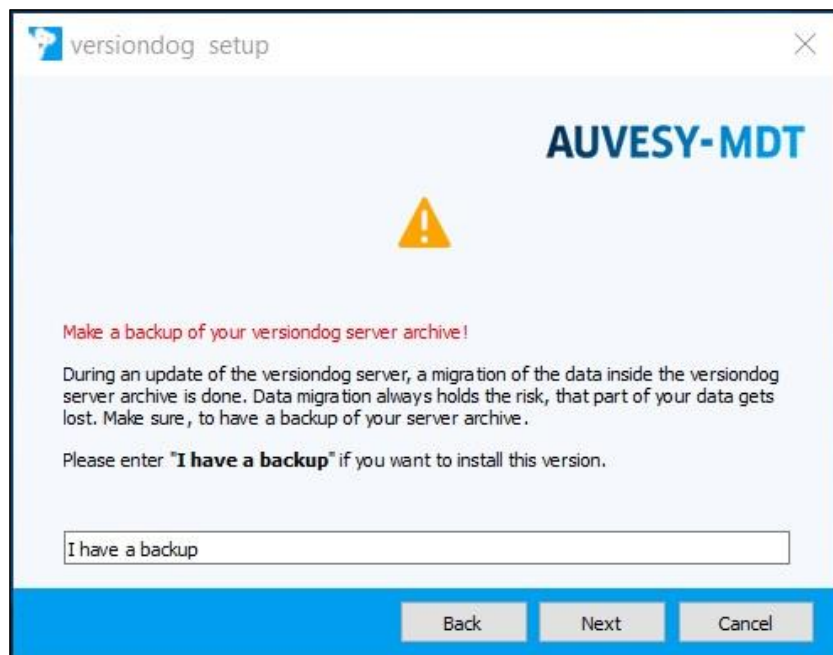 versiondog setup
AUVESY-MDT
Make a backup of your versiondog server archive!
During an update of the versiondog server, a migration of the data inside the versiondog
server archive is done. Data migration always holds the risk, that part of your data gets
lost. Make sure, to have a backup of your server archive.
Please enter "I have a backup" if you want to install this version.
I have a backup
Back Next Cancel